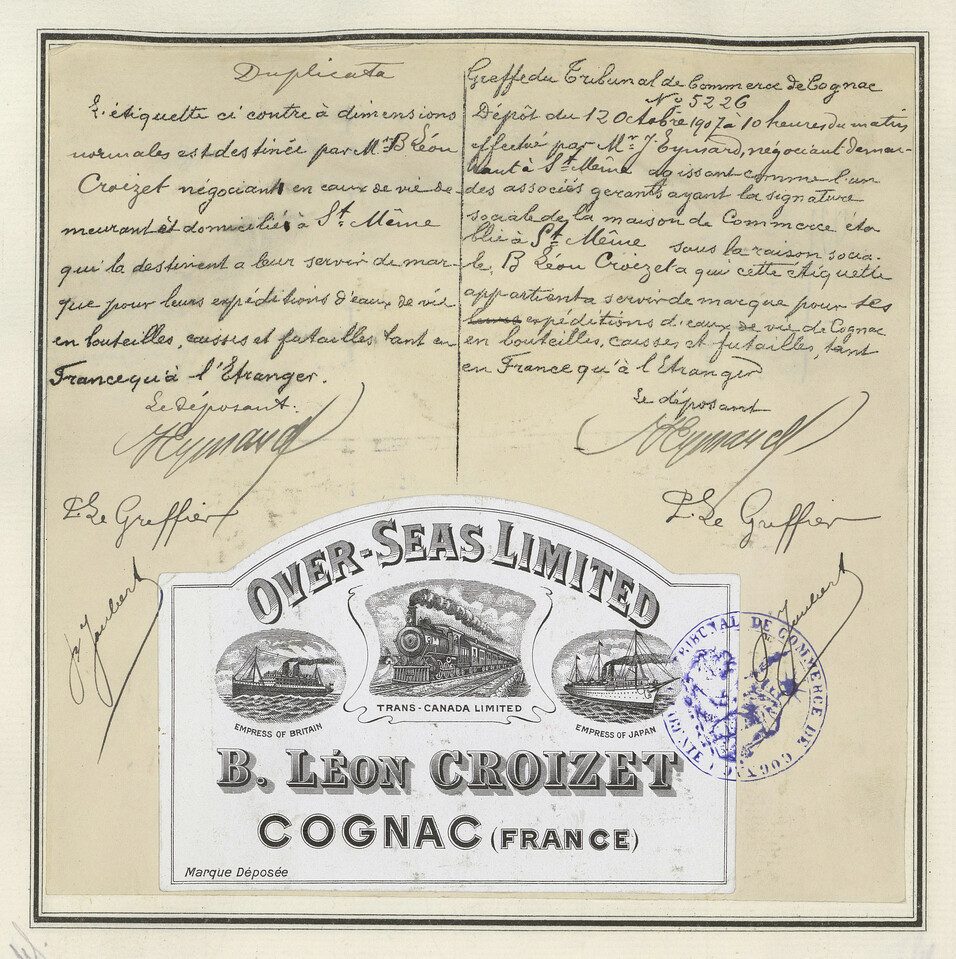 Duplicata
L'étiquette ci contre à dimensions
normales est destinée par Mr B Léon
Croizet négociant en eaux de vie de-
meurant et domicilié à St. Même
qui la destinent a leur servir de mar-
que pour leurs expéditions d'eaux de vie
en bouteilles, caisses et futailles tant en
France qu'à l'Etranger.
Le déposant:
P. Le Greffier
Greffe du Tribunal de Commerce de Cognac
No 5226
Dépôt du 12 Octobre 1907 à 10 heures du matin
effectué par Mr J. Eymard, négociant demeu-
rant à St Même agissant comme l'un
des associés gerants ayant la signature
sociale de la maison de Commerce éta
blie à St Même sous la raison socia-
le, B Léon Croizet a qui cette étiquette
appartient a servir de marque pour ses
leurs expéditions d'eaux de vie de Cognac
en bouteilles, caisses et futailles, tant
en France qu'à l'Etranger
Le déposant
P. Le Greffier
OVER-SEAS LIMITED
TRANS-CANADA LIMITED
EMPRESS OF BRITAIN
EMPRESS OF JAPAN
B. LÉON CROIZET
COGNAC (FRANCE)
Marque Déposée
TRIBUNAL DE COMMERCE DE COGNAC